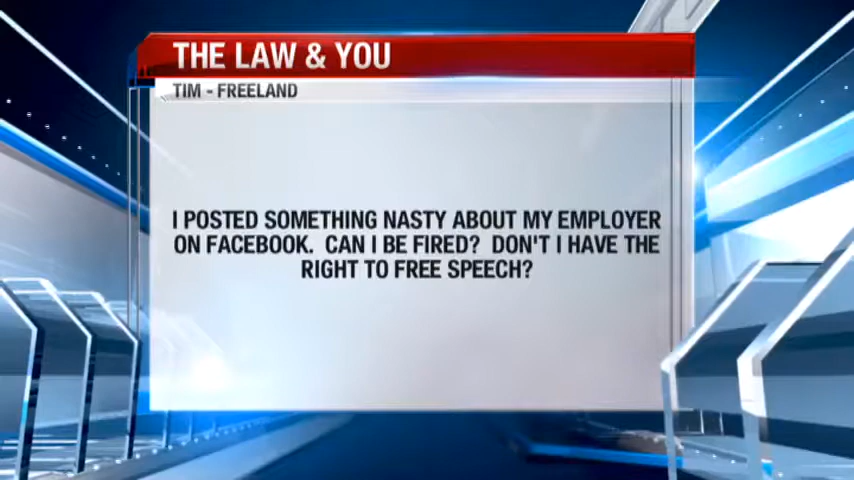 THE LAW & YOU
TIM - FREELAND
I POSTED SOMETHING NASTY ABOUT MY EMPLOYER
ON FACEBOOK. CAN I BE FIRED? DON'T I HAVE THE
RIGHT TO FREE SPEECH?